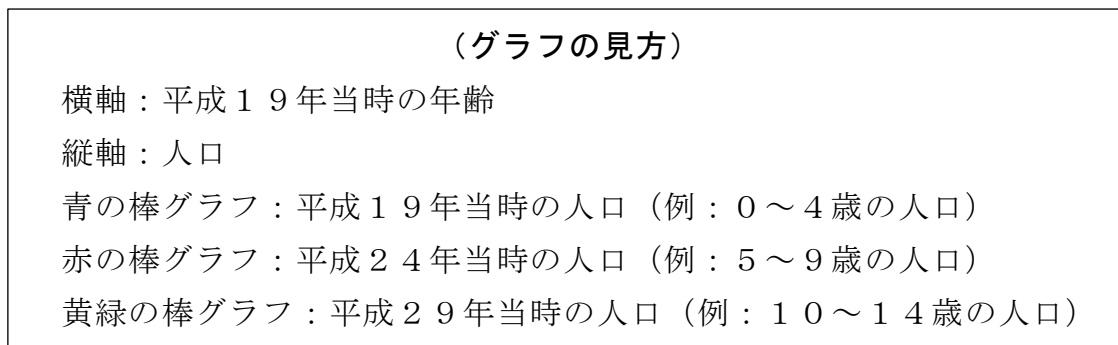 （グラフの見方）
横軸：平成１９年当時の年齢
縦軸：人口
青の棒グラフ：平成１９年当時の人口（例：０～４歳の人口）
赤の棒グラフ：平成２４年当時の人口（例：５～９歳の人口）
黄緑の棒グラフ：平成２９年当時の人口（例：１０～１４歳の人口）